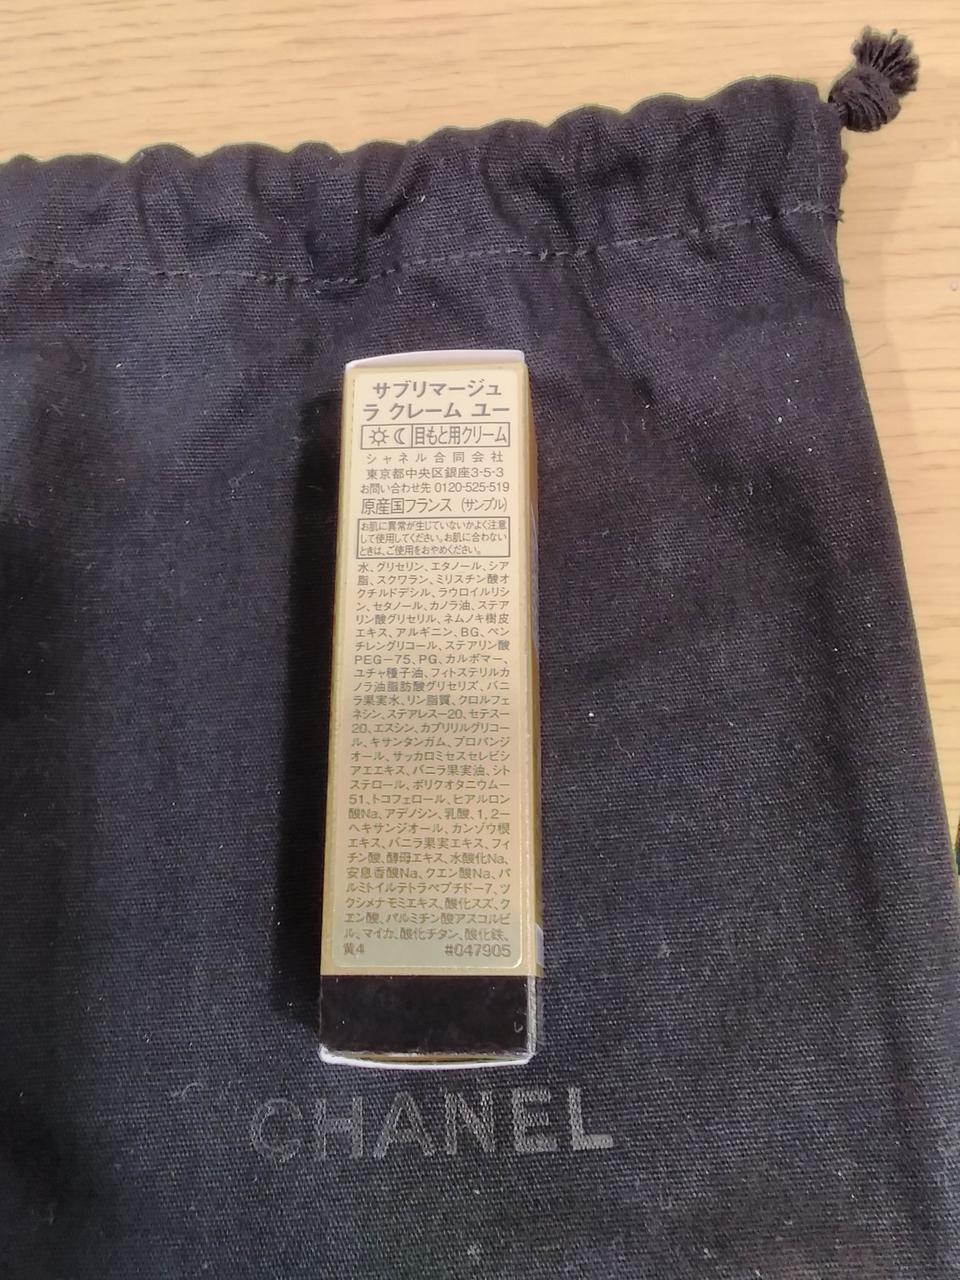 サブリマージュ
ラ クレーム ユー
目もと用クリーム
シャネル合同会社
東京都中央区銀座3-5-3
お問い合わせ先 0120-525-519
原産国フランス (サンプル)
お肌に異常が生じていないかよく注意
して使用してください。お肌に合わない
ときは、ご使用をおやめください。
水、グリセリン、エタノール、シア
脂、スクワラン、ミリスチン酸オ
クチルドデシル、ラウロイルリシ
ン、セタノール、カノラ油、ステア
リン酸グリセリル、ネムノキ樹皮
エキス、アルギニン、BG、ペン
チレングリコール、ステアリン酸
PEG-75、PG、カルボマー、
ユチャ種子油、フィトステリルカ
ノラ油脂肪酸グリセリズ、バニ
ラ果実水、リン脂質、クロルフェ
ネシン、ステアレス-20、セテス-
20、エスシン、カプリリルグリコー
ル、キサンタンガム、プロパンジ
オール、サッカロミセスセレビシ
アエエキス、バニラ果実油、シト
ステロール、ポリクオタニウム-
51、トコフェロール、ヒアルロン
酸Na、アデノシン、乳酸、1,2-
ヘキサンジオール、カンゾウ根
エキス、バニラ果実エキス、フィ
チン酸、酵母エキス、水酸化Na、
安息香酸Na、クエン酸Na、パ
ルミトイルテトラペプチド-7、ツ
クシメナモミエキス、酸化スズ、ク
エン酸、パルミチン酸アスコルビ
ル、マイカ、酸化チタン、酸化鉄、
黄4 #047905
CHANEL